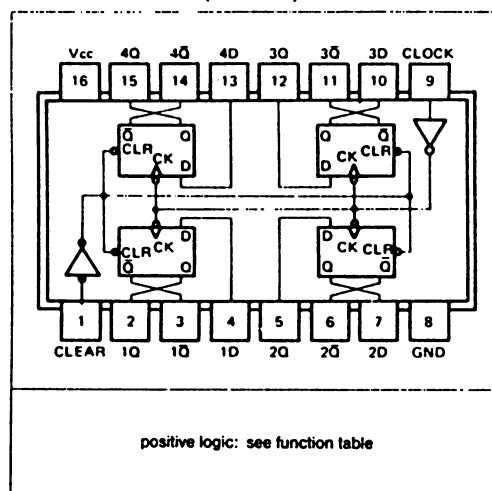 Vcc 4Q 4Q̄ 4D 3Q 3Q̄ 3D CLOCK
16 15 14 13 12 11 10 9
Q̄ Q Q Q̄
CLR D D CLR
CK CK
CK CK
CLR D D CLR
Q̄ Q Q Q̄
1 2 3 4 5 6 7 8
CLEAR 1Q 1Q̄ 1D 2Q 2Q̄ 2D GND
positive logic: see function table